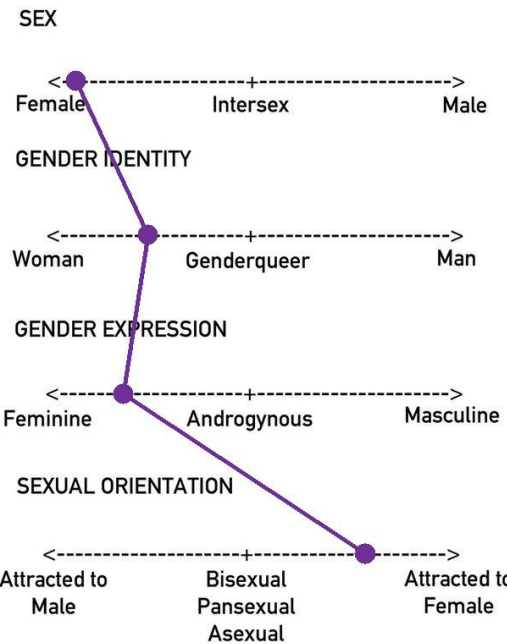 SEX
Female Intersex Male
GENDER IDENTITY
Woman Genderqueer Man
GENDER EXPRESSION
Feminine Androgynous Masculine
SEXUAL ORIENTATION
Attracted to Bisexual Attracted to
Male Pansexual Female
Asexual